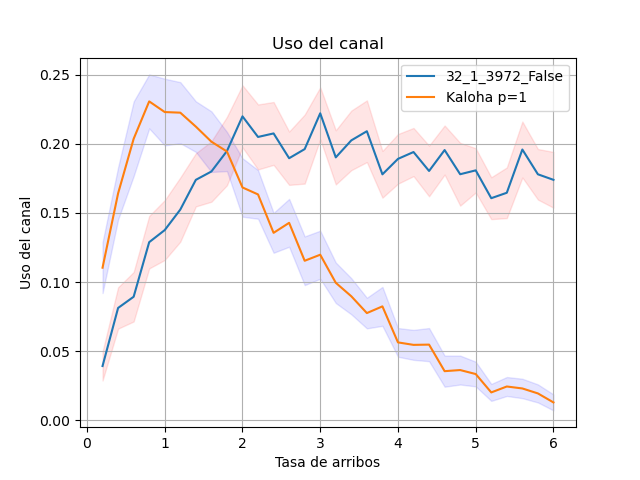 Uso del canal
32_1_3972_False
Kaloha p=1
Uso del canal
0.25
0.20
0.15
0.10
0.05
0.00
0 1 2 3 4 5 6
Tasa de arribos